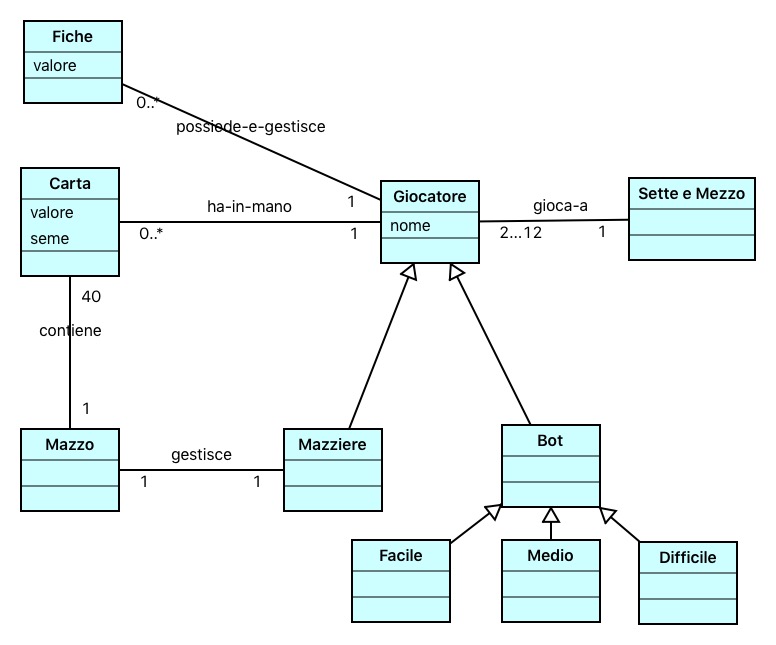 Fiche
valore
0..*
possiede-e-gestisce
1
Carta
valore
seme
ha-in-mano
0..*
1
Giocatore
nome
gioca-a
2...12
1
Sette e Mezzo
40
contiene
1
Mazzo
gestisce
1
1
Mazziere
Bot
Facile
Medio
Difficile